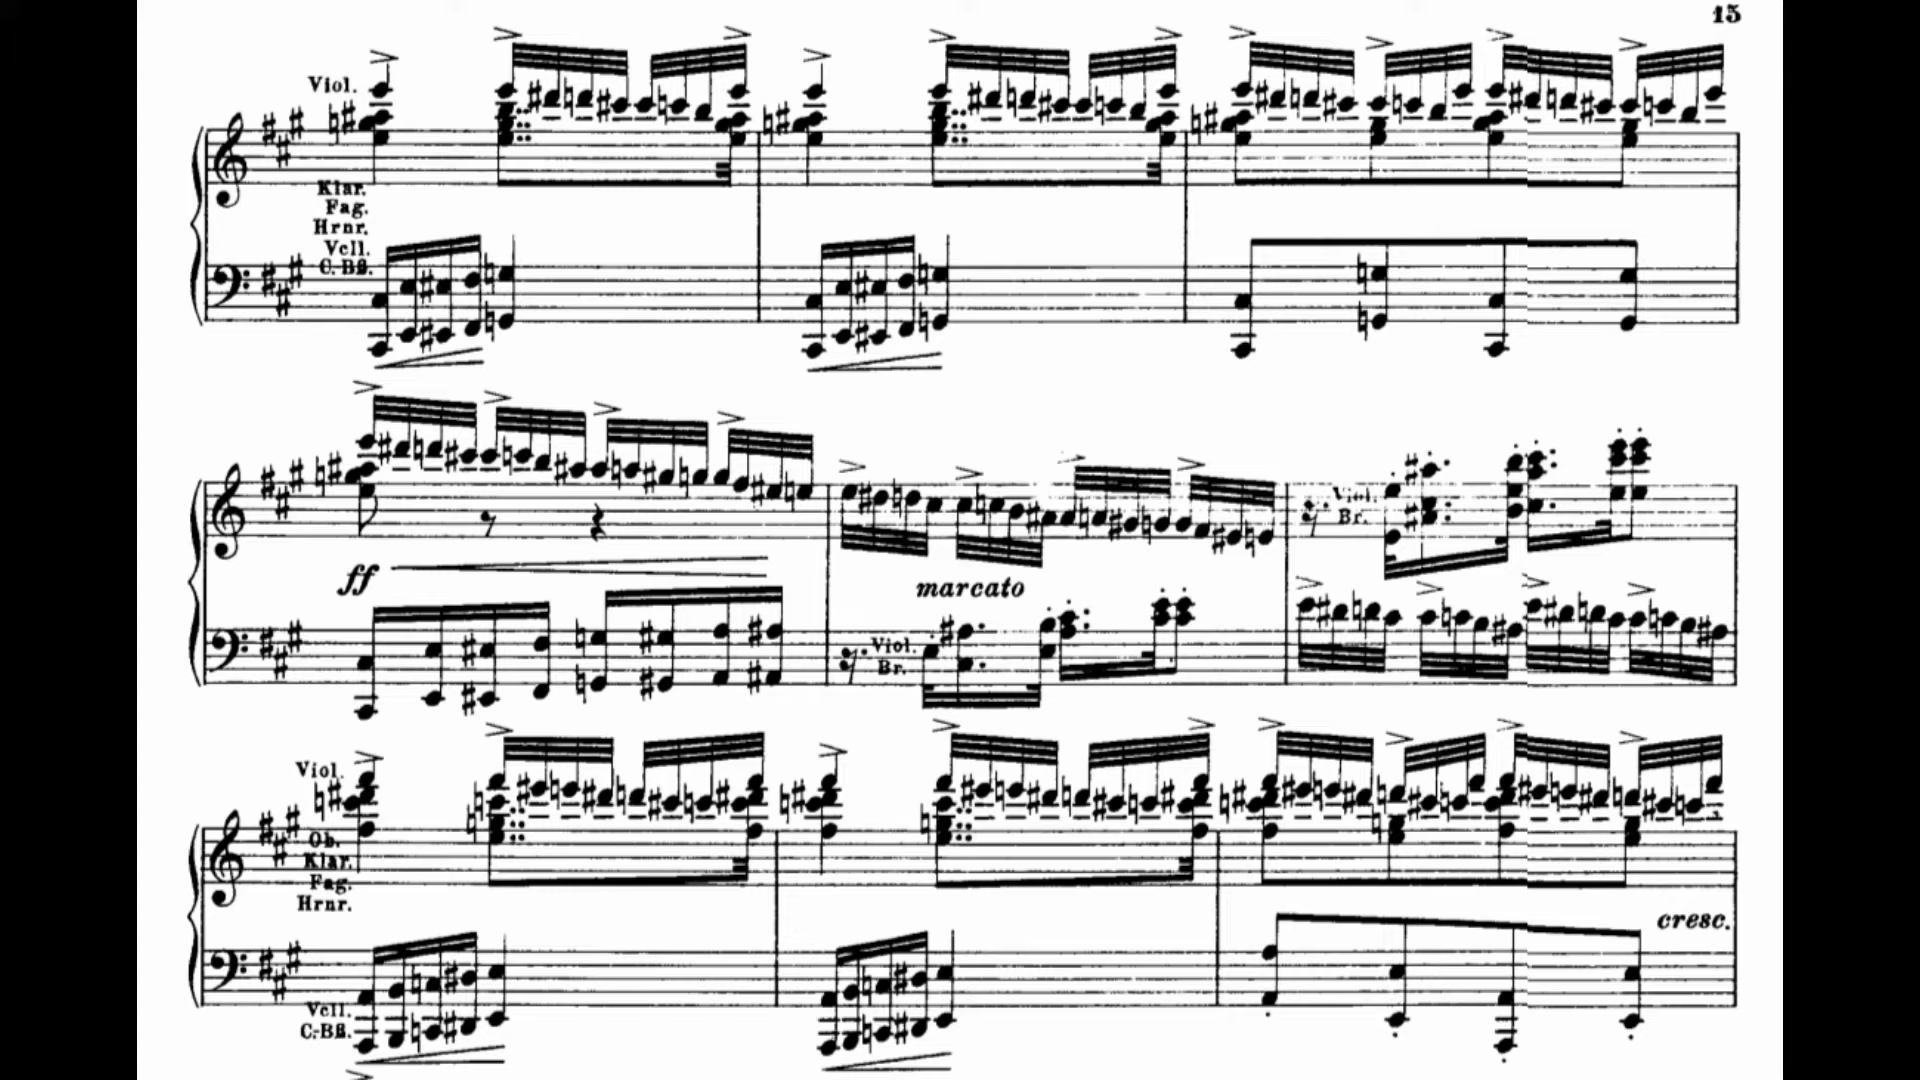 15
Viol.
Klar.
Fag.
Hrnr.
Vcll.
C.-Bß.
ff
marcato
Viol.
Br.
Viol.
Br.
Viol.
Ob.
Klar.
Fag.
Hrnr.
cresc.
Vcll.
C.-Bß.